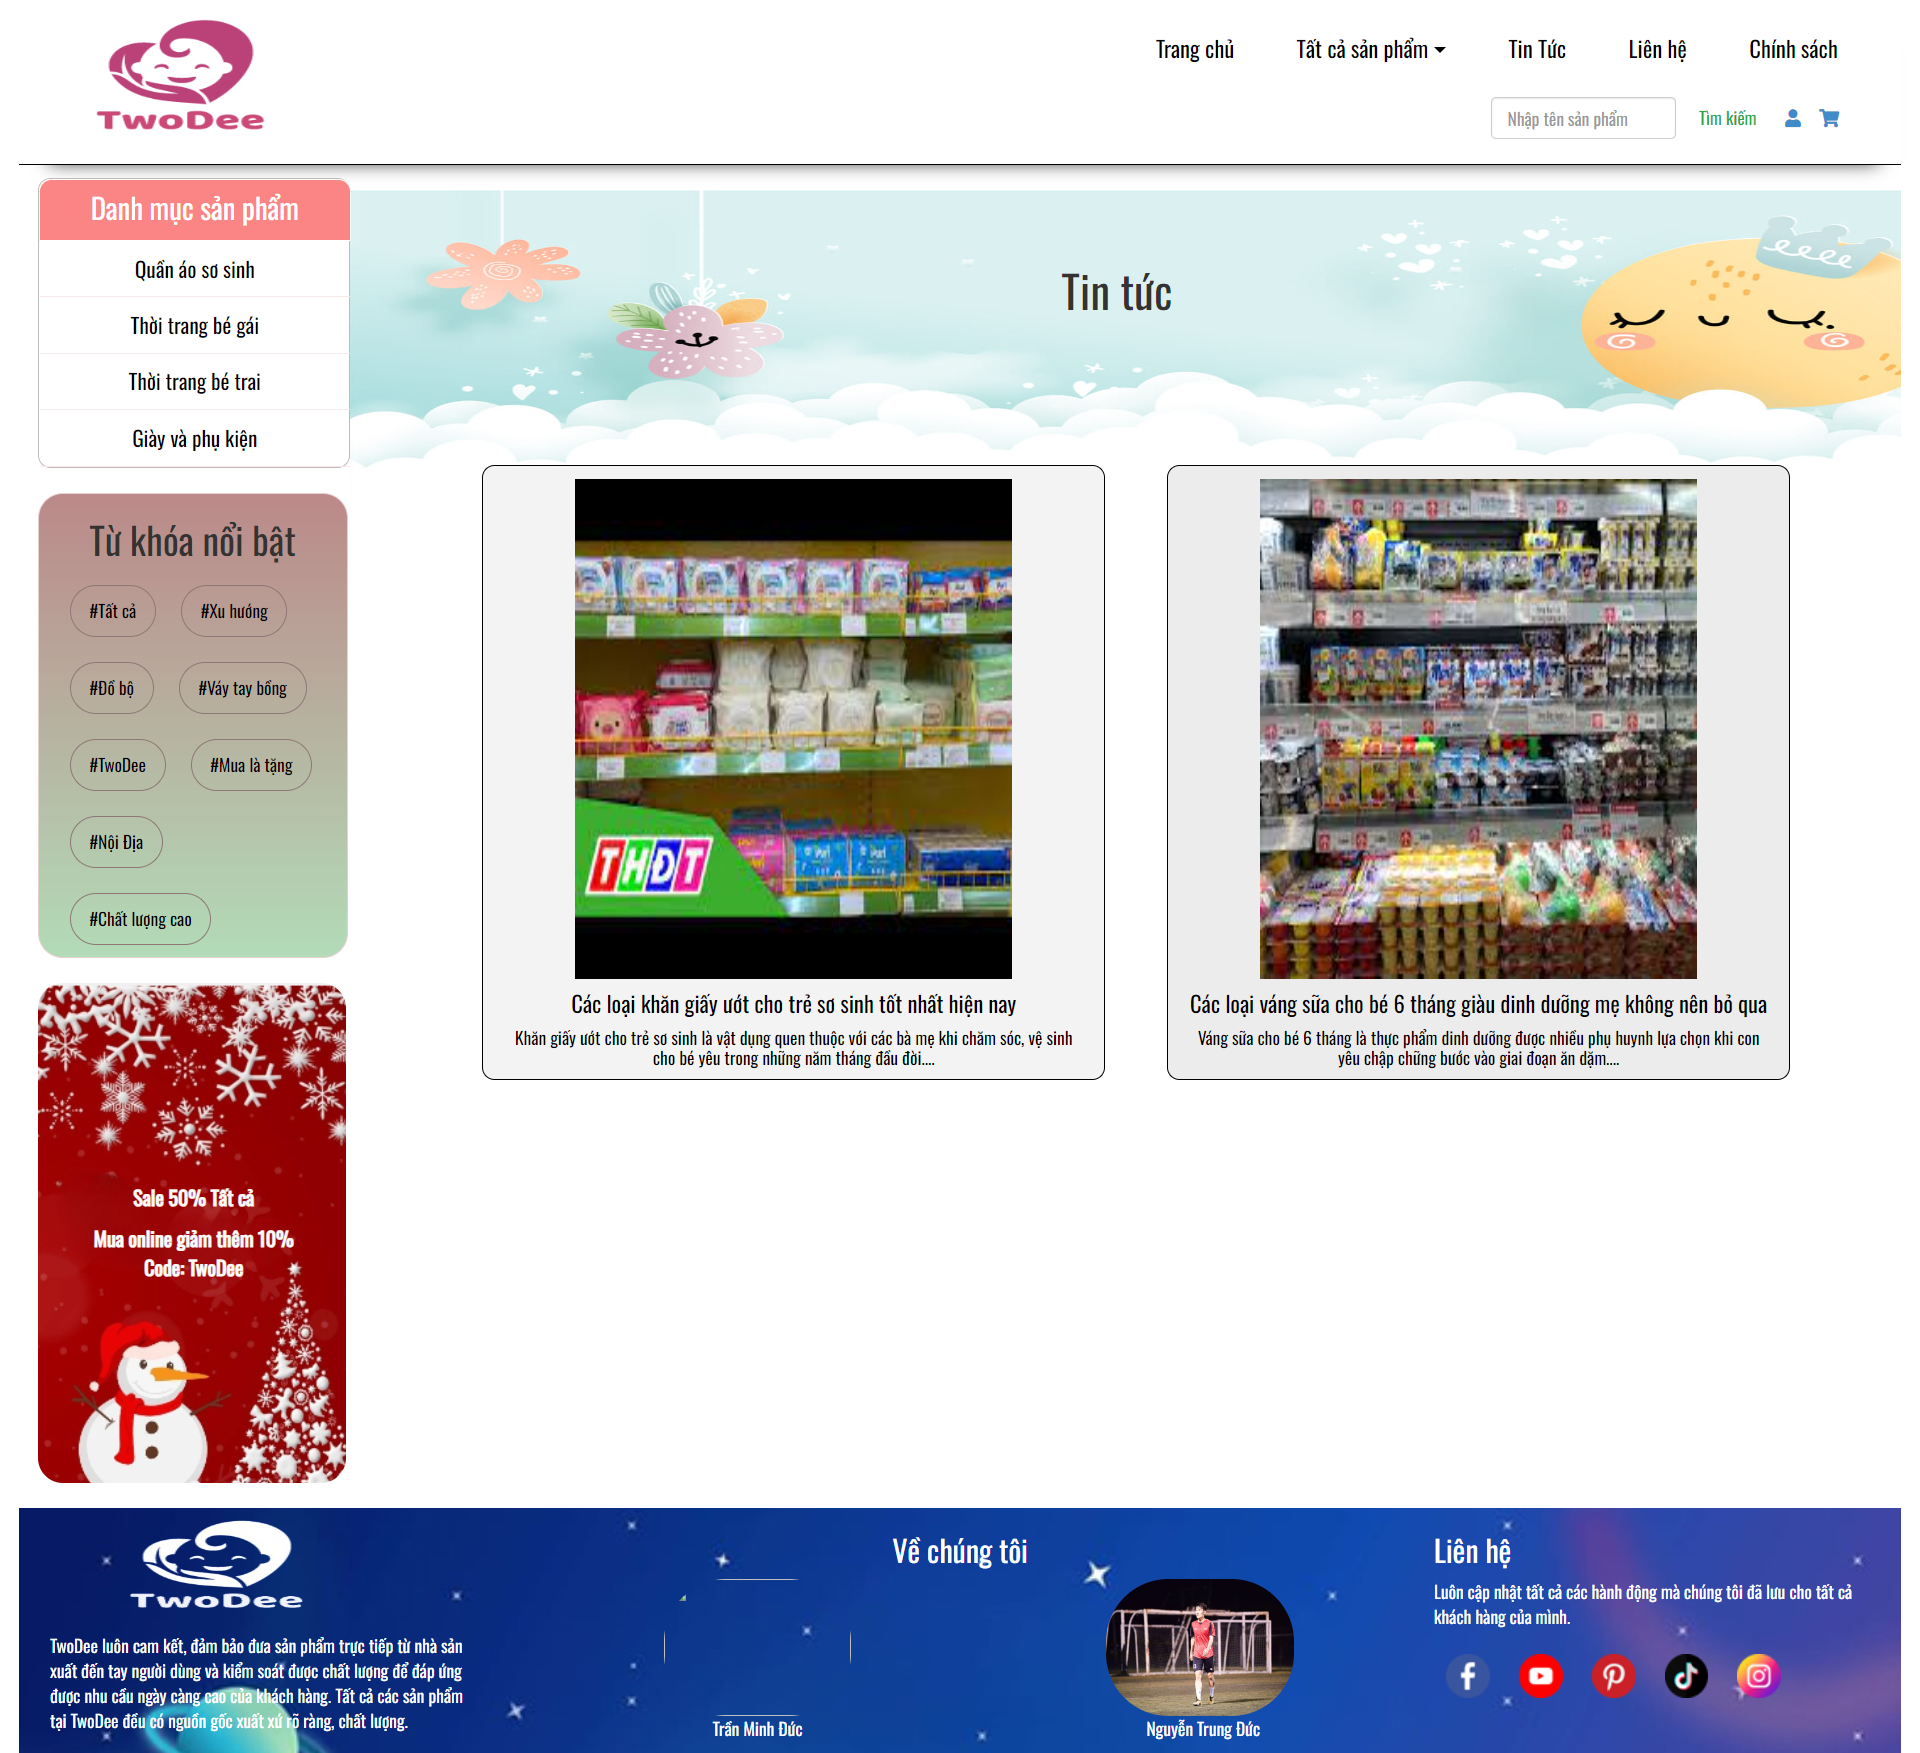 TwoDee
Trang chủ
Tất cả sản phẩm
Tin Tức
Liên hệ
Chính sách
Nhập tên sản phẩm
Tìm kiếm
Danh mục sản phẩm
Quần áo sơ sinh
Thời trang bé gái
Thời trang bé trai
Giày và phụ kiện
Tin tức
Từ khóa nổi bật
#Tất cả
#Xu hướng
#Đồ bộ
#Váy tay bồng
#TwoDee
#Mua là tặng
#Nội Địa
#Chất lượng cao
THĐT
Các loại khăn giấy ướt cho trẻ sơ sinh tốt nhất hiện nay
Khăn giấy ướt cho trẻ sơ sinh là vật dụng quen thuộc với các bà mẹ khi chăm sóc, vệ sinh
cho bé yêu trong những năm tháng đầu đời....
Các loại váng sữa cho bé 6 tháng giàu dinh dưỡng mẹ không nên bỏ qua
Váng sữa cho bé 6 tháng là thực phẩm dinh dưỡng được nhiều phụ huynh lựa chọn khi con
yêu chập chững bước vào giai đoạn ăn dặm....
Sale 50% Tất cả
Mua online giảm thêm 10%
Code: TwoDee
TwoDee
TwoDee luôn cam kết, đảm bảo đưa sản phẩm trực tiếp từ nhà sản
xuất đến tay người dùng và kiểm soát được chất lượng để đáp ứng
được nhu cầu ngày càng cao của khách hàng. Tất cả các sản phẩm
tại TwoDee đều có nguồn gốc xuất xứ rõ ràng, chất lượng.
Về chúng tôi
Trần Minh Đức
Nguyễn Trung Đức
Liên hệ
Luôn cập nhật tất cả các hành động mà chúng tôi đã lưu cho tất cả
khách hàng của mình.